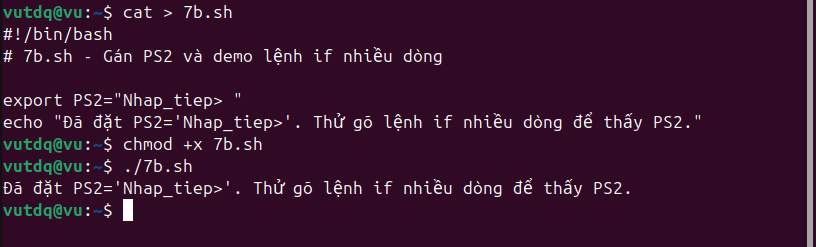 vutdq@vu:~$ cat > 7b.sh
#!/bin/bash
# 7b.sh - Gán PS2 và demo lệnh if nhiều dòng
export PS2="Nhap_tiep> "
echo "Đã đặt PS2='Nhap_tiep>'. Thử gõ lệnh if nhiều dòng để thấy PS2."
vutdq@vu:~$ chmod +x 7b.sh
vutdq@vu:~$ ./7b.sh
Đã đặt PS2='Nhap_tiep>'. Thử gõ lệnh if nhiều dòng để thấy PS2.
vutdq@vu:~$